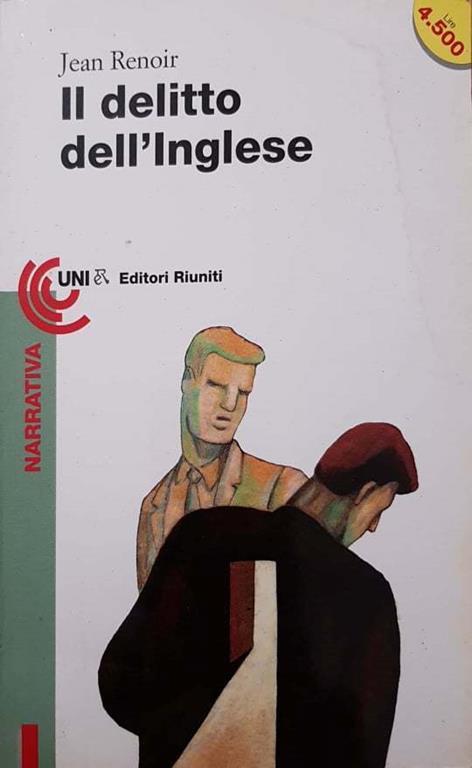 Lire
4.500
Jean Renoir
Il delitto
dell'Inglese
UNI Editori Riuniti
NARRATIVA